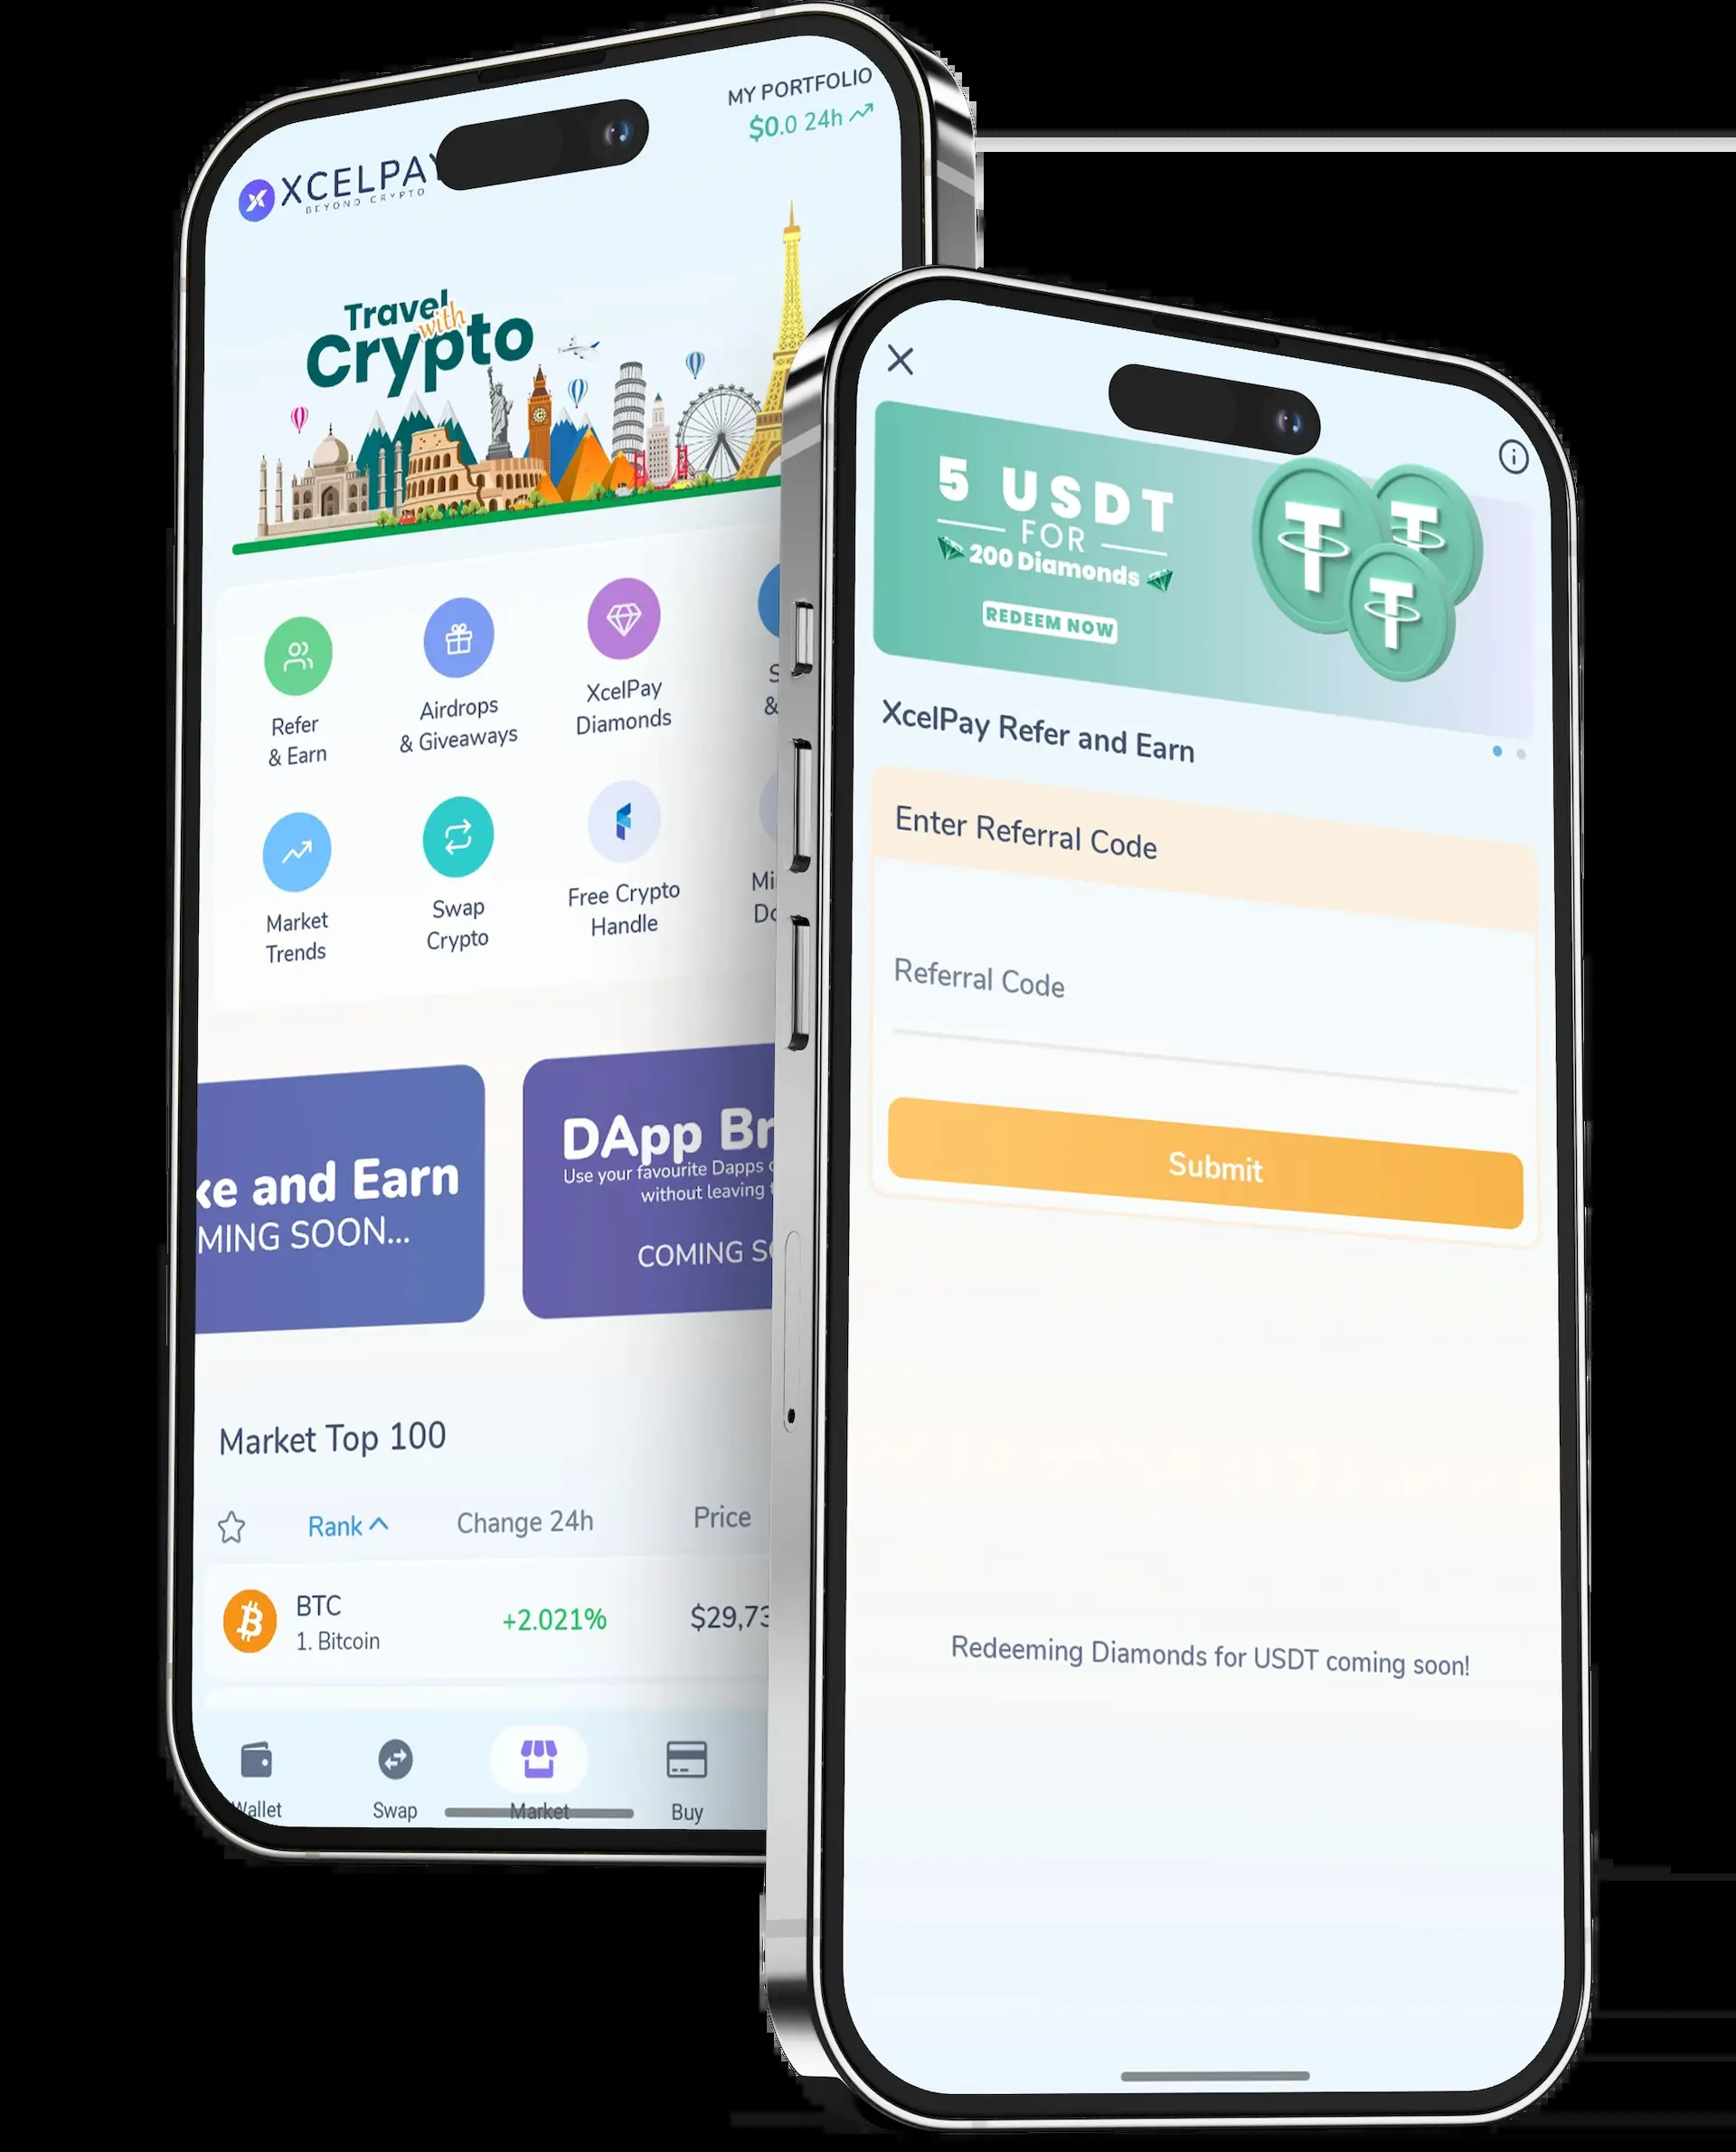 MY PORTFOLIO
$0.0 24h
XCELPAY
BEYOND CRYPTO
Travel
with
Crypto
Refer
& Earn
Airdrops
& Giveaways
XcelPay
Diamonds
S
&
Market
Trends
Swap
Crypto
Free Crypto
Handle
Mi
Do
ke and Earn
MING SOON...
DApp Br
Use your favourite Dapps
without leaving
COMING S
Market Top 100
Rank Change 24h Price
BTC
1. Bitcoin
+2.021%
$29,73
Wallet Swap Market Buy
5 USDT
FOR
200 Diamonds
REDEEM NOW
XcelPay Refer and Earn
Enter Referral Code
Referral Code
Submit
Redeeming Diamonds for USDT coming soon!